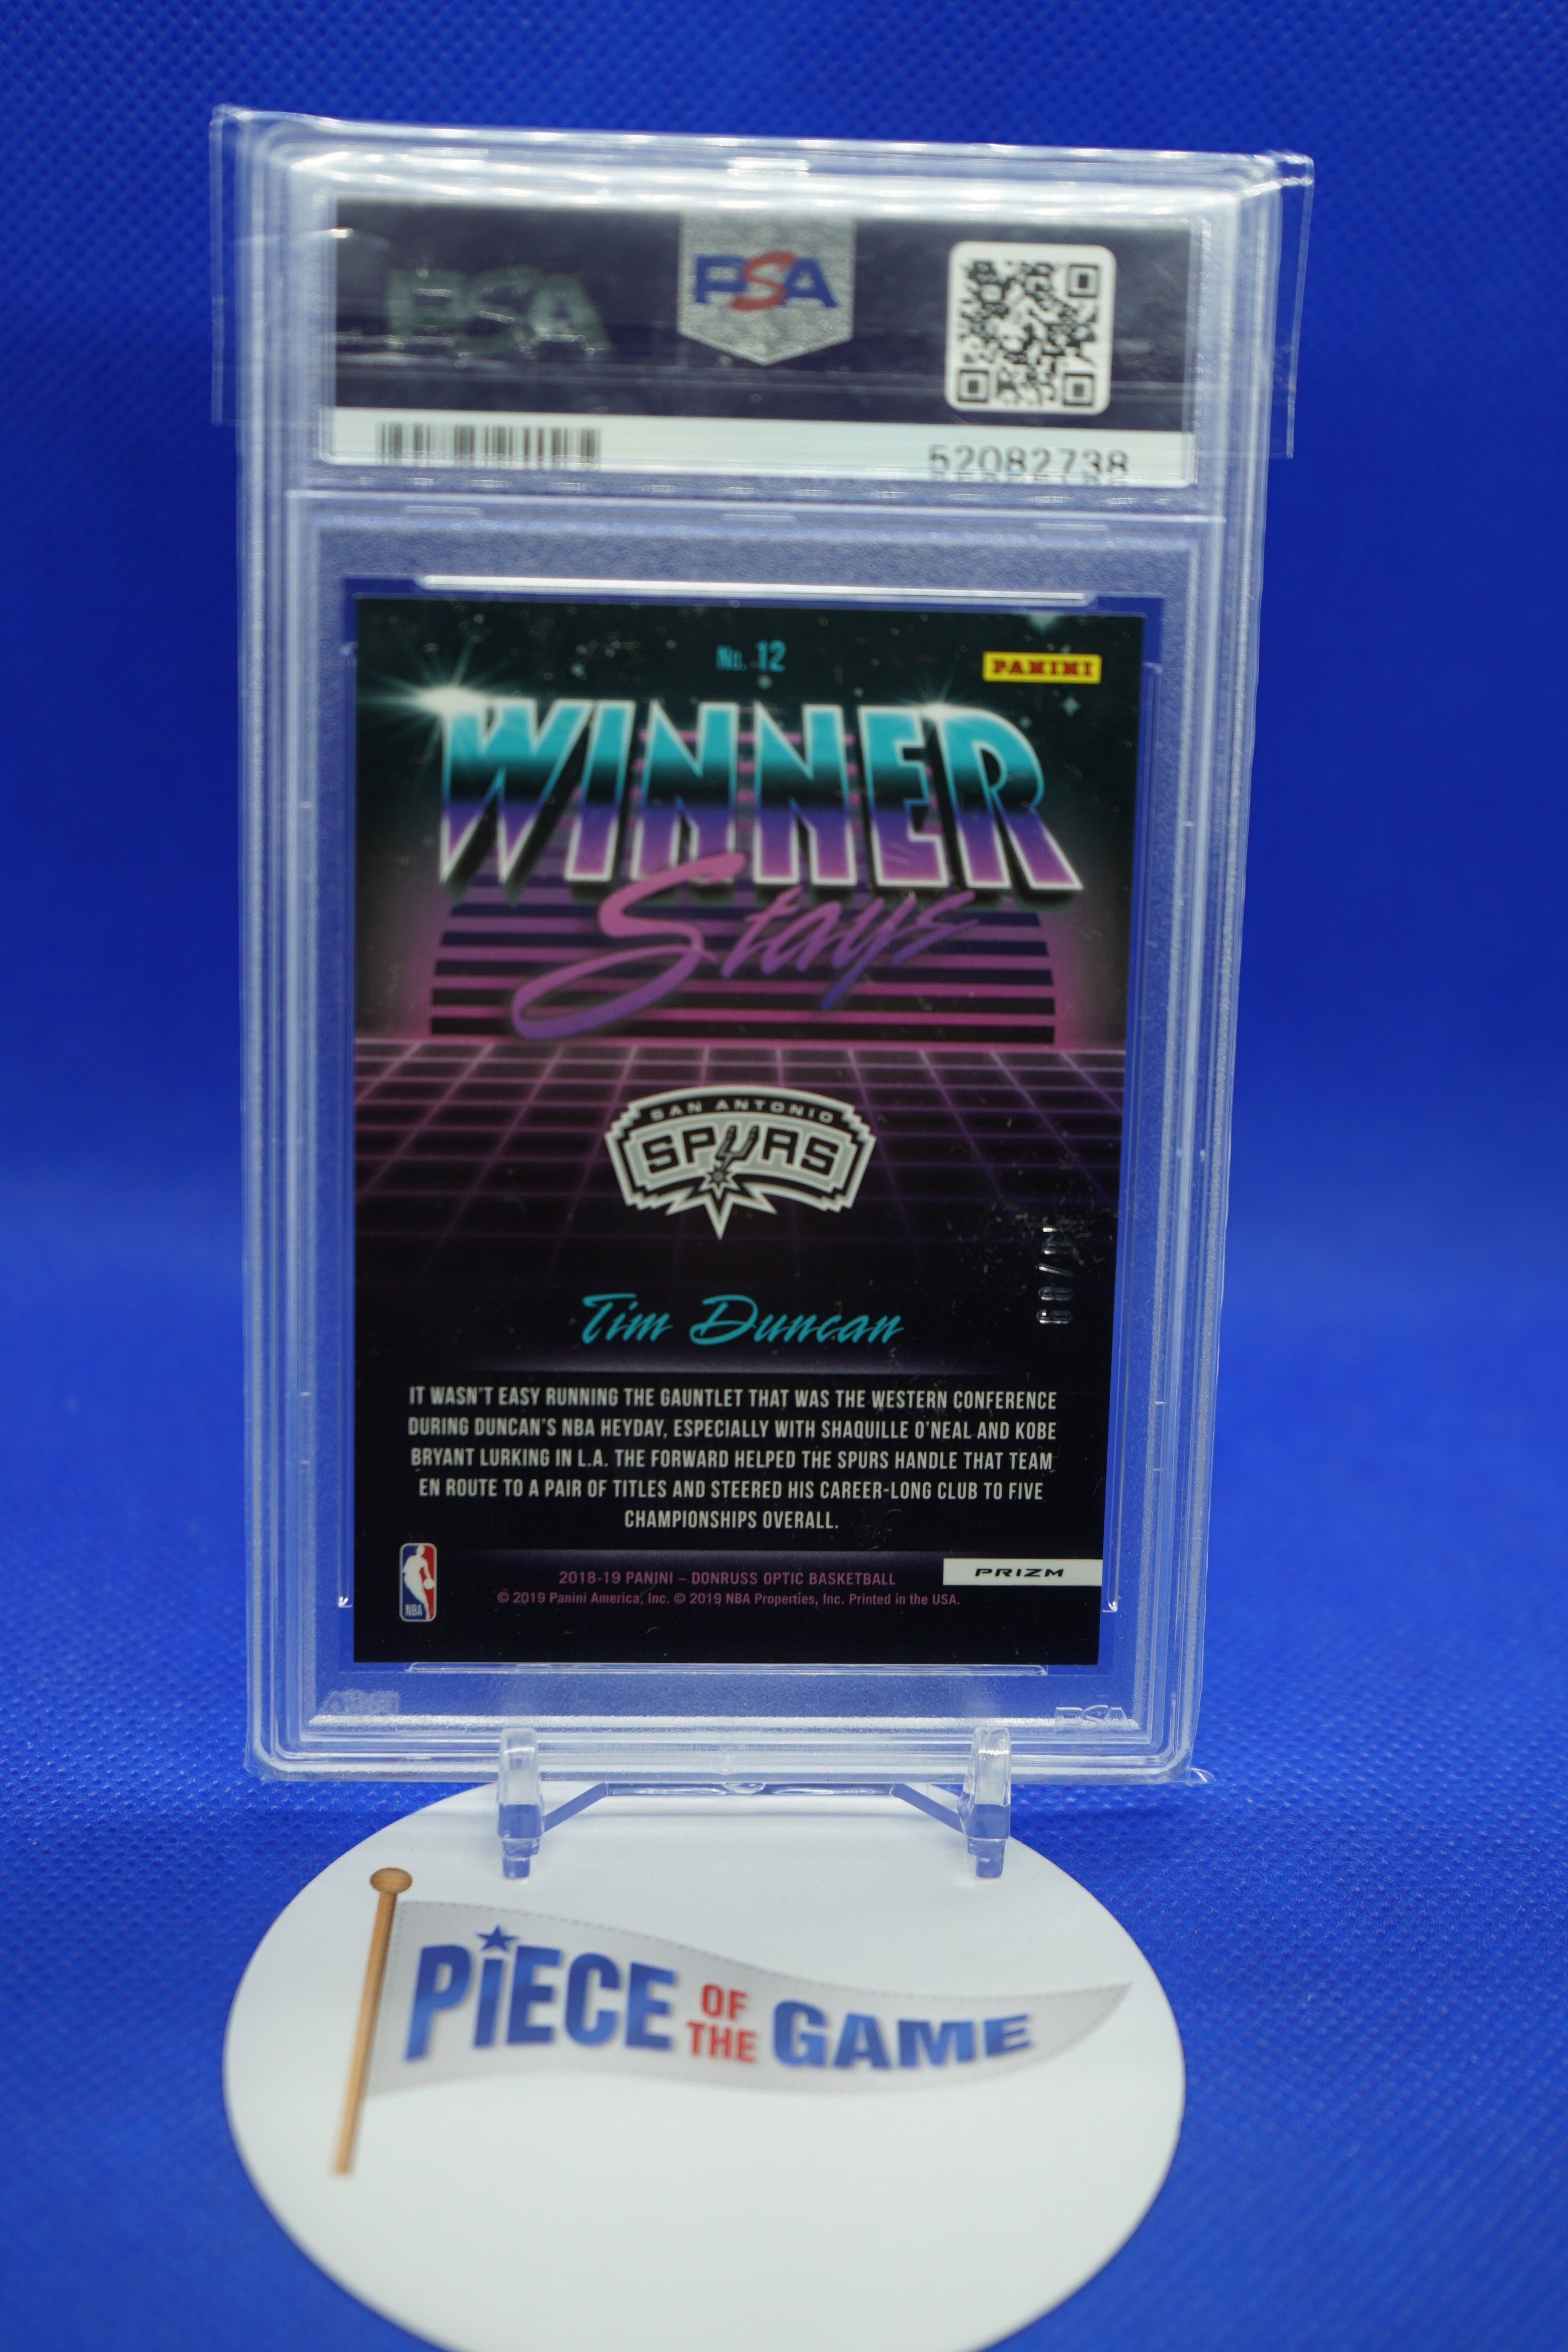 PSA
PSA
52082738
No. 12
PANINI
WINNER
Stays
SAN ANTONIO
SPURS
Tim Duncan
IT WASN'T EASY RUNNING THE GAUNTLET THAT WAS THE WESTERN CONFERENCE
DURING DUNCAN'S NBA HEYDAY, ESPECIALLY WITH SHAQUILLE O'NEAL AND KOBE
BRYANT LURKING IN L.A. THE FORWARD HELPED THE SPURS HANDLE THAT TEAM
EN ROUTE TO A PAIR OF TITLES AND STEERED HIS CAREER-LONG CLUB TO FIVE
CHAMPIONSHIPS OVERALL.
NBA
2018-19 PANINI – DONRUSS OPTIC BASKETBALL
PRIZM
© 2019 Panini America, Inc. © 2019 NBA Properties, Inc. Printed in the USA.
PSA
PIECE
OF
THE
GAME